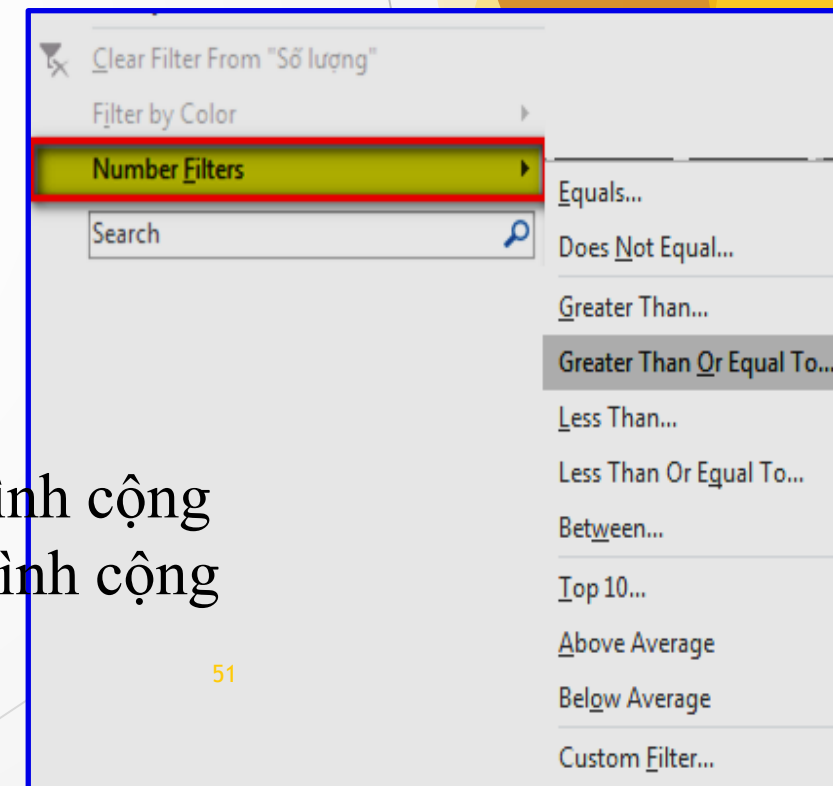 Clear Filter From "Số lượng"
Filter by Color
Number Filters
Search
Equals...
Does Not Equal...
Greater Than...
Greater Than Or Equal To...
Less Than...
Less Than Or Equal To...
Between...
Top 10...
Above Average
Below Average
Custom Filter...
ình cộng
ình cộng
51